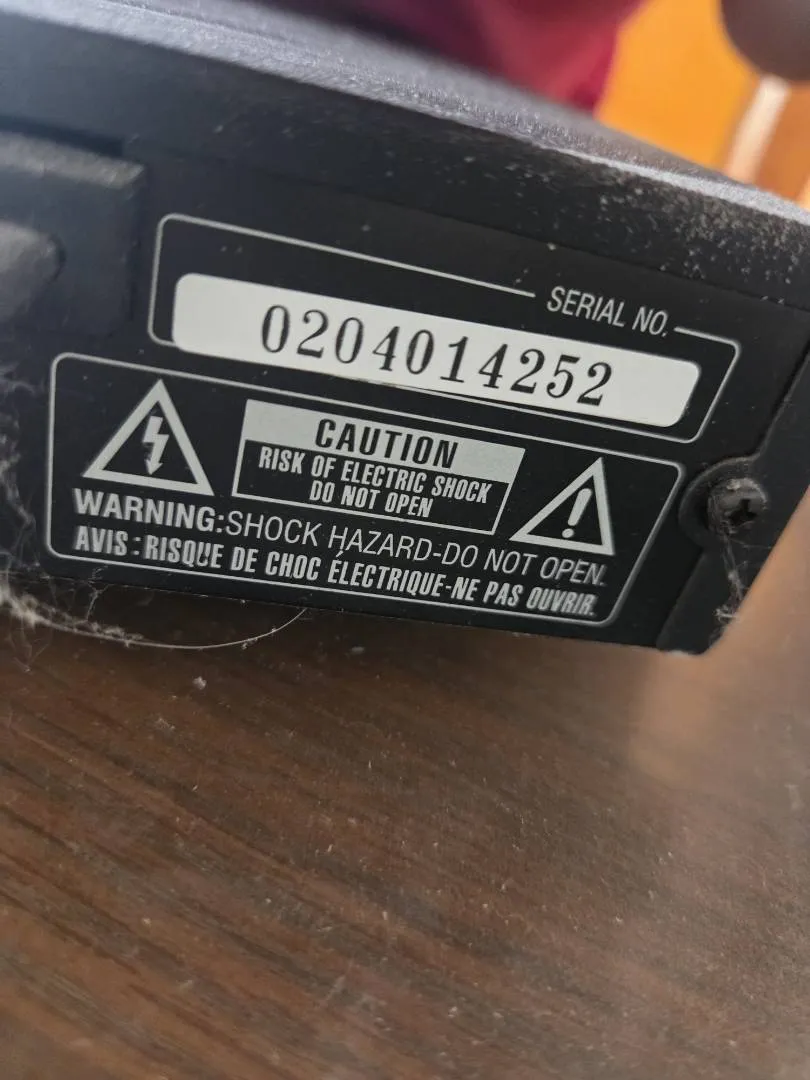 SERIAL NO.
0204014252
CAUTION
RISK OF ELECTRIC SHOCK
DO NOT OPEN
WARNING:SHOCK HAZARD-DO NOT OPEN.
AVIS:RISQUE DE CHOC ÉLECTRIQUE-NE PAS OUVRIR.